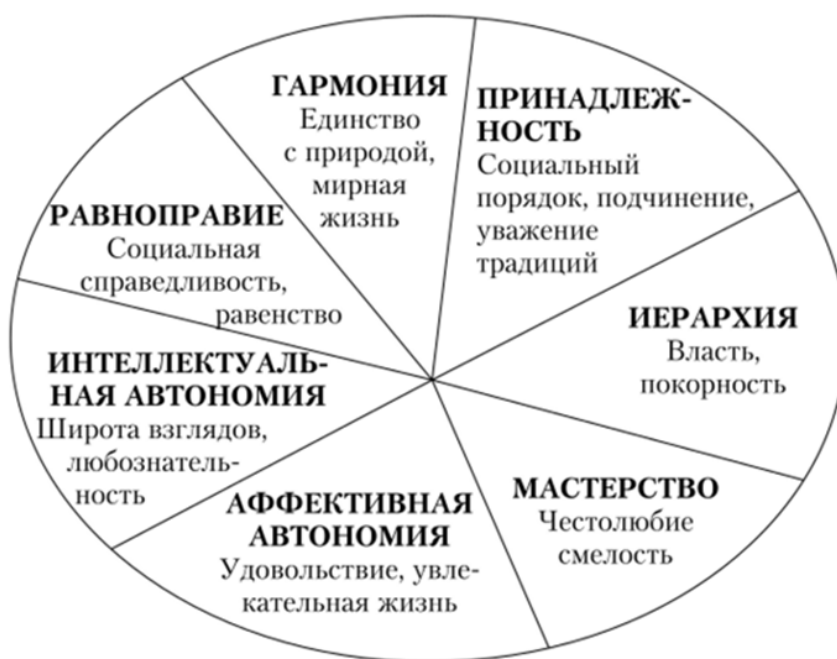 ГАРМОНИЯ
Единство
с природой,
мирная
жизнь
ПРИНАДЛЕЖ-
НОСТЬ
Социальный
порядок, подчинение,
уважение
традиций
ИЕРАРХИЯ
Власть,
покорность
МАСТЕРСТВО
Честолюбие
смелость
АФФЕКТИВНАЯ
АВТОНОМИЯ
Удовольствие, увле-
кательная жизнь
ИНТЕЛЛЕКТУАЛЬ-
НАЯ АВТОНОМИЯ
Широта взглядов,
любознатель-
ность
РАВНОПРАВИЕ
Социальная
справедливость,
равенство